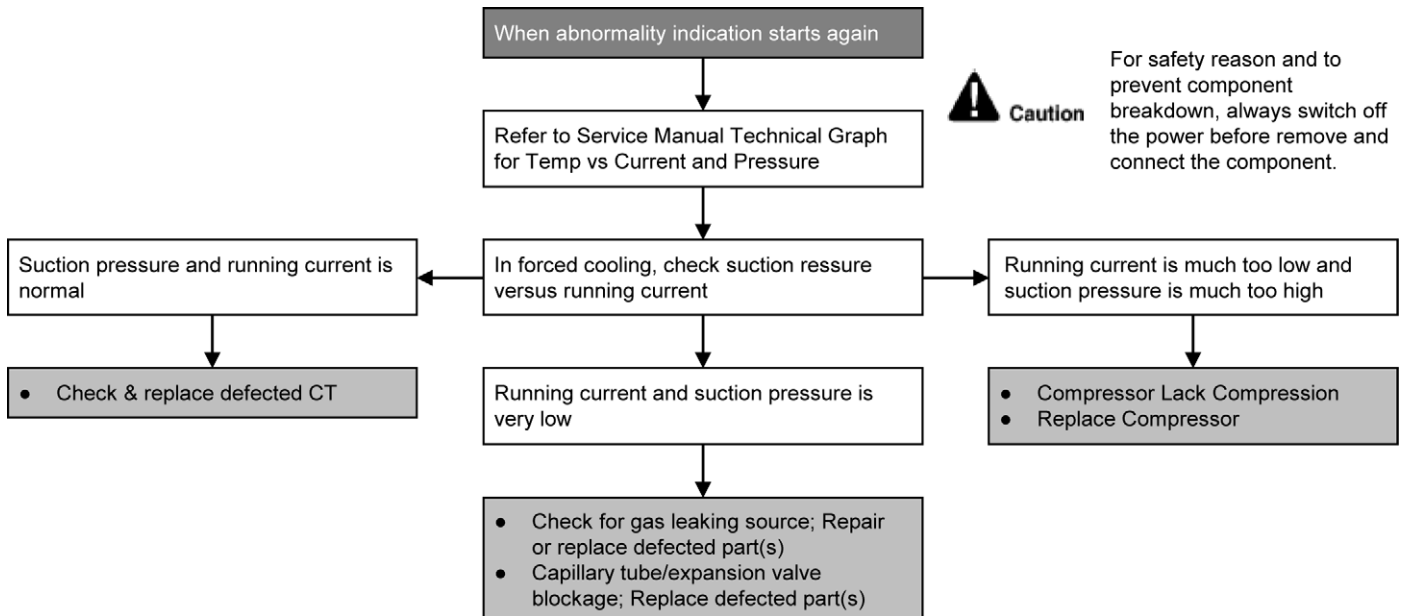 When abnormality indication starts again
Caution
For safety reason and to
prevent component
breakdown, always switch off
the power before remove and
connect the component.
Refer to Service Manual Technical Graph
for Temp vs Current and Pressure
Suction pressure and running current is
normal
In forced cooling, check suction ressure
versus running current
Running current is much too low and
suction pressure is much too high
● Check & replace defected CT
Running current and suction pressure is
very low
● Compressor Lack Compression
● Replace Compressor
● Check for gas leaking source; Repair
or replace defected part(s)
● Capillary tube/expansion valve
blockage; Replace defected part(s)